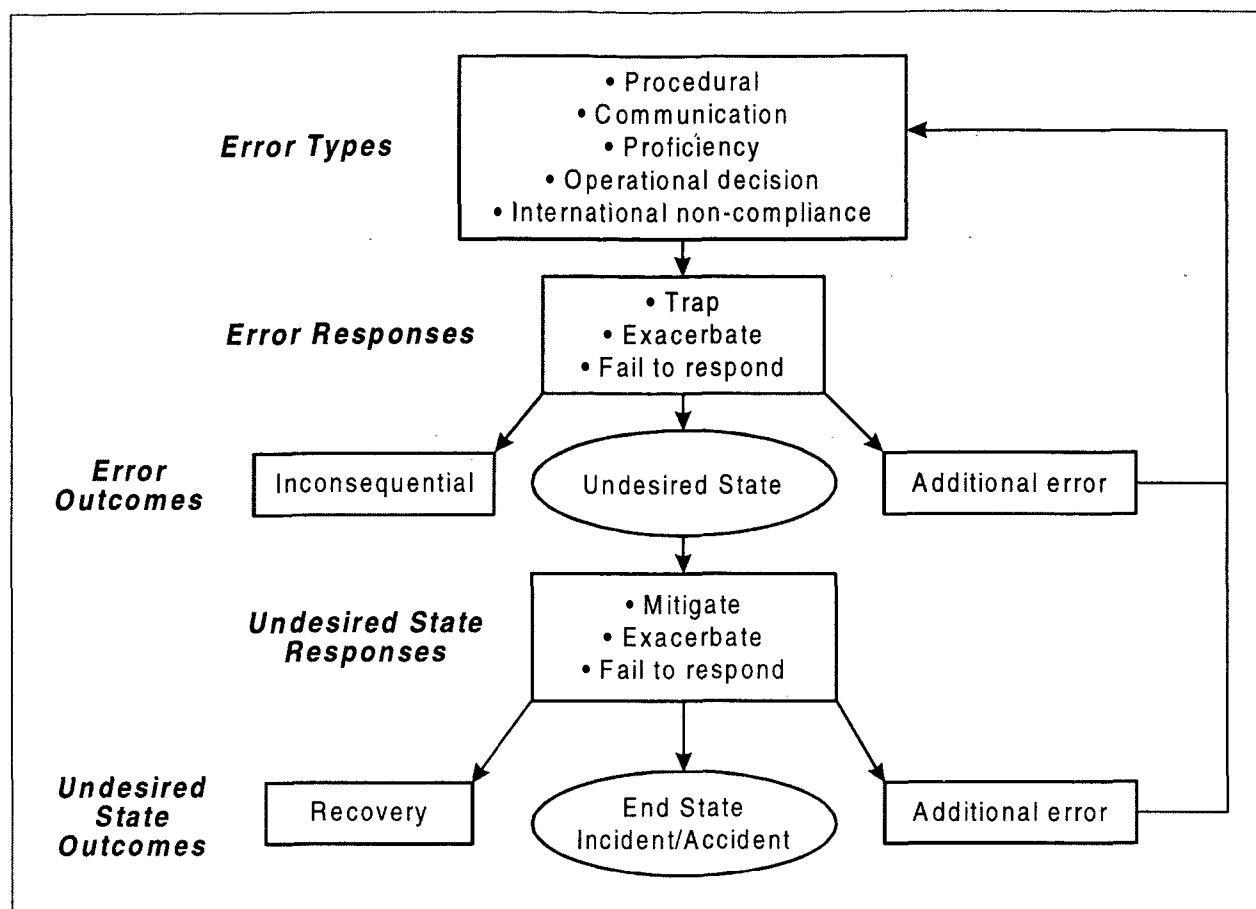 Error Types
• Procedural
• Communication
• Proficiency
• Operational decision
• International non-compliance
Error Responses
• Trap
• Exacerbate
• Fail to respond
Error
Outcomes
Inconsequential
Undesired State
Additional error
Undesired State
Responses
• Mitigate
• Exacerbate
• Fail to respond
Undesired
State
Outcomes
Recovery
End State
Incident/Accident
Additional error